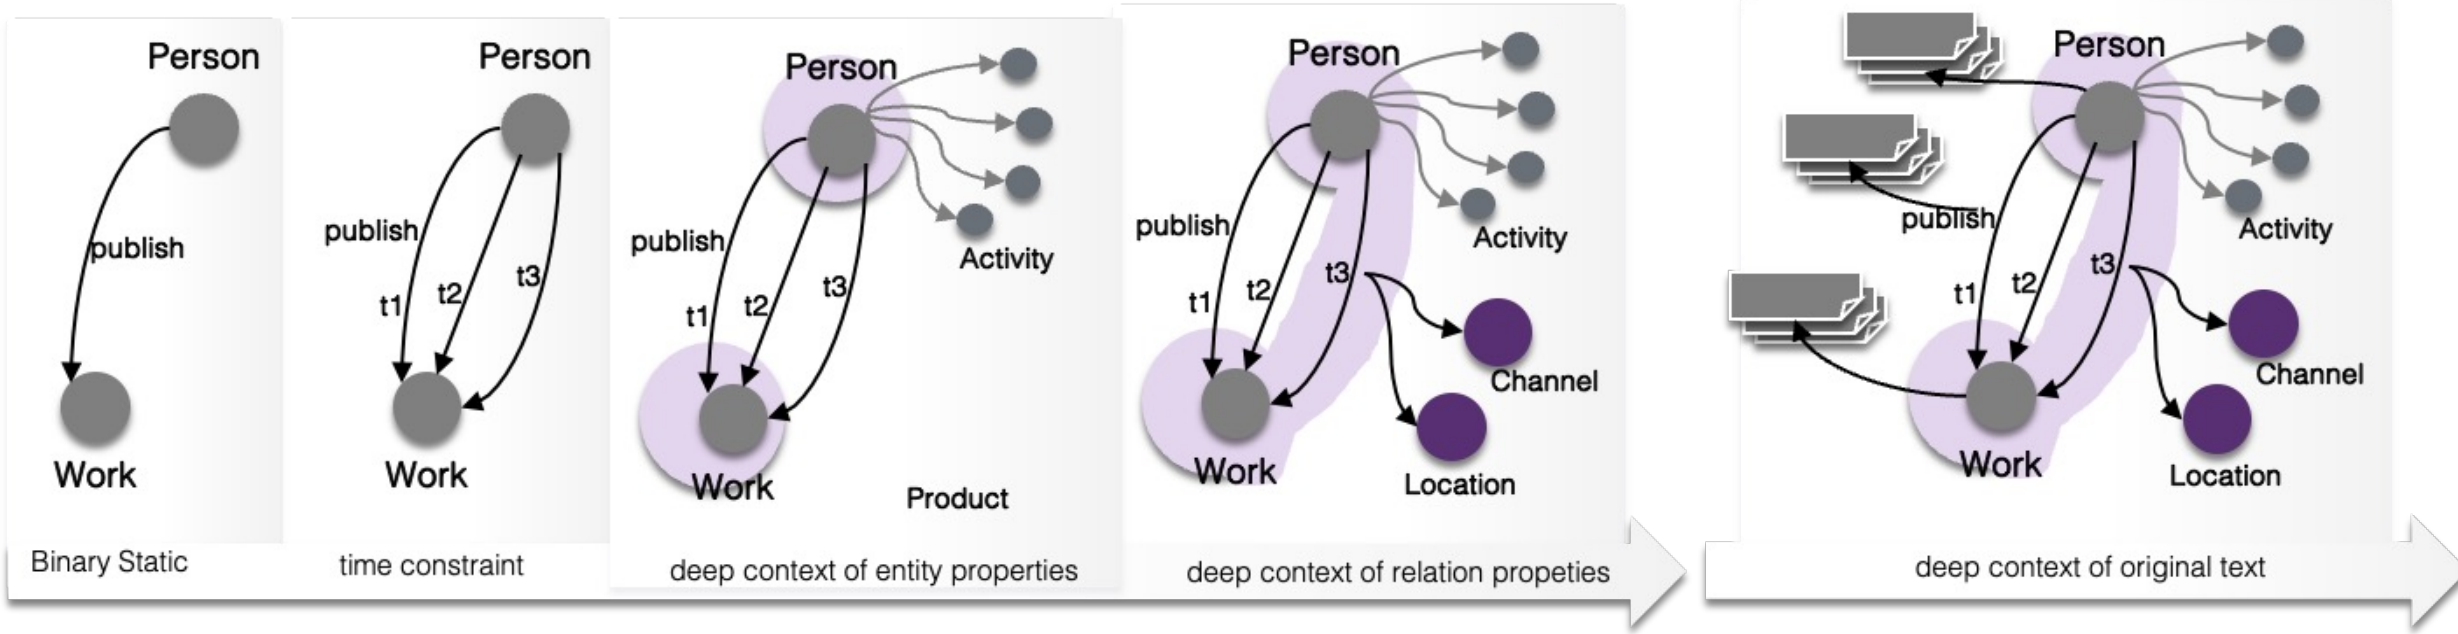 Person
publish
Work
Binary Static
Person
publish
t1
t2
t3
Work
time constraint
Person
publish
t1
t2
t3
Activity
Work
Product
deep context of entity properties
Person
publish
t1
t2
t3
Activity
Channel
Work
Location
deep context of relation propeties
Person
publish
t1
t2
t3
Activity
Channel
Work
Location
deep context of original text